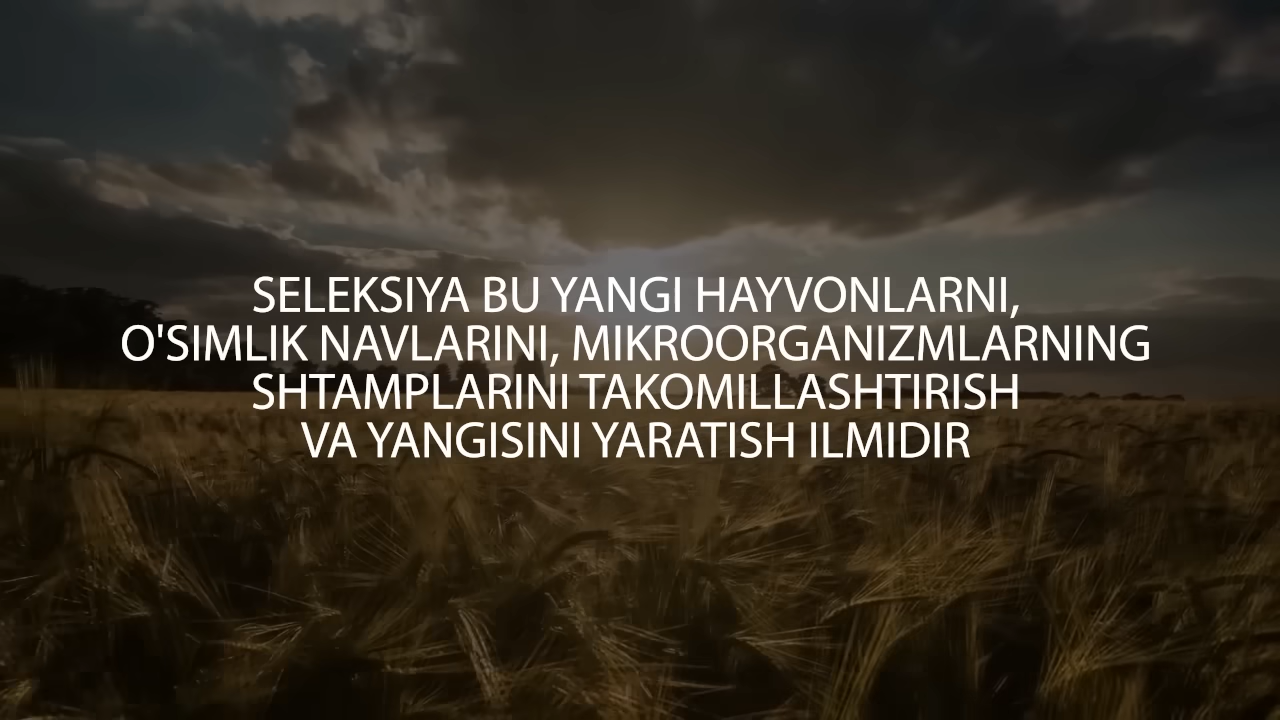 SELEKSIYA BU YANGI HAYVONLARNI,
O'SIMLIK NAVLARINI, MIKROORGANIZMLARNING
SHTAMPLARINI TAKOMILLASHTIRISH
VA YANGISINI YARATISH ILMIDIR